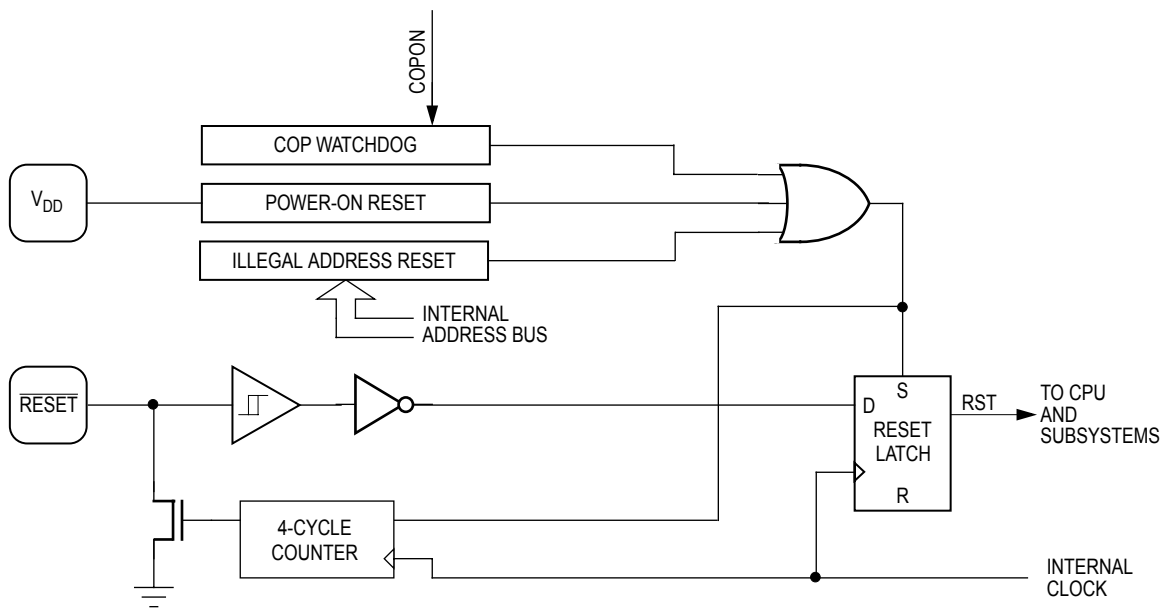 COPON
COP WATCHDOG
V_DD
POWER-ON RESET
ILLEGAL ADDRESS RESET
INTERNAL
ADDRESS BUS
RESET
D
S
RESET
LATCH
R
RST
TO CPU
AND
SUBSYSTEMS
4-CYCLE
COUNTER
INTERNAL
CLOCK